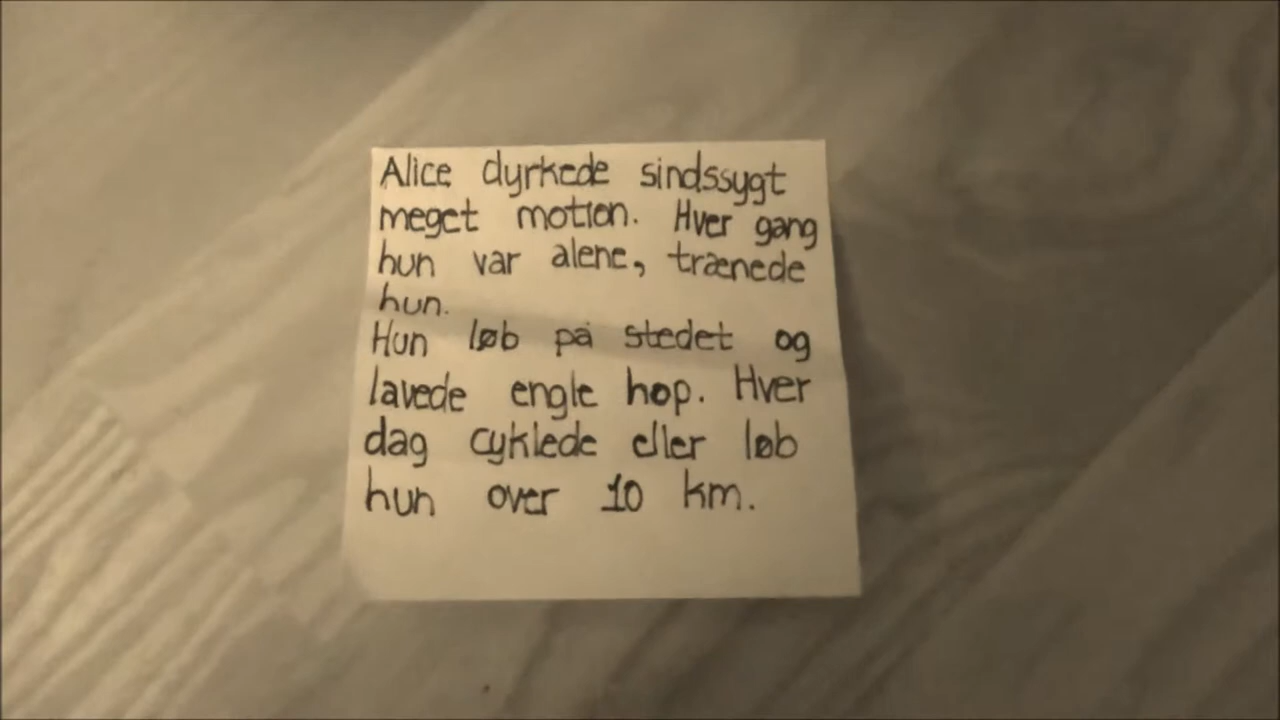 Alice dyrkede sindssygt
meget motion. Hver gang
hun var alene, trænede
hun.
Hun løb på stedet og
lavede engle hop. Hver
dag cyklede eller løb
hun over 10 km.